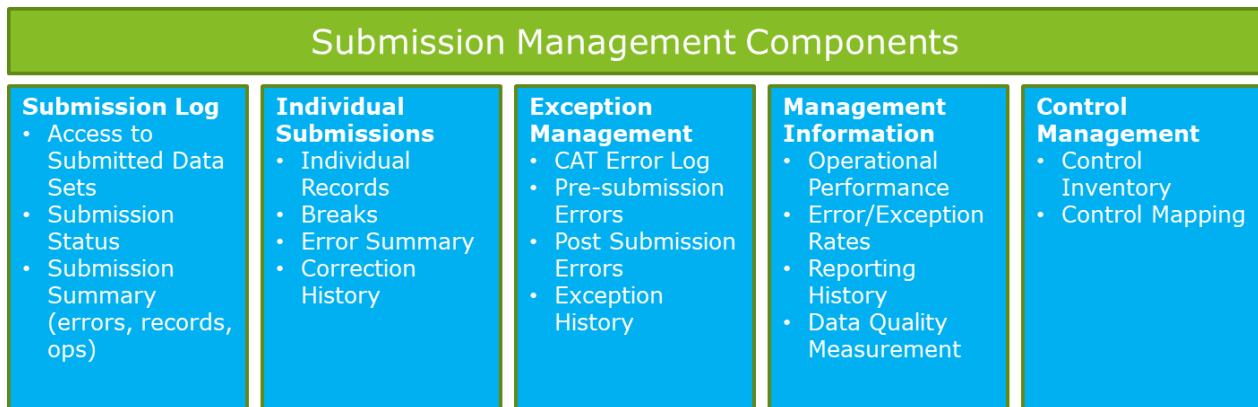 Submission Management Components
Submission Log
• Access to
Submitted Data
Sets
• Submission
Status
• Submission
Summary
(errors, records,
ops)
Individual
Submissions
• Individual
Records
• Breaks
• Error Summary
• Correction
History
Exception
Management
• CAT Error Log
• Pre-submission
Errors
• Post Submission
Errors
• Exception
History
Management
Information
• Operational
Performance
• Error/Exception
Rates
• Reporting
History
• Data Quality
Measurement
Control
Management
• Control
Inventory
• Control Mapping